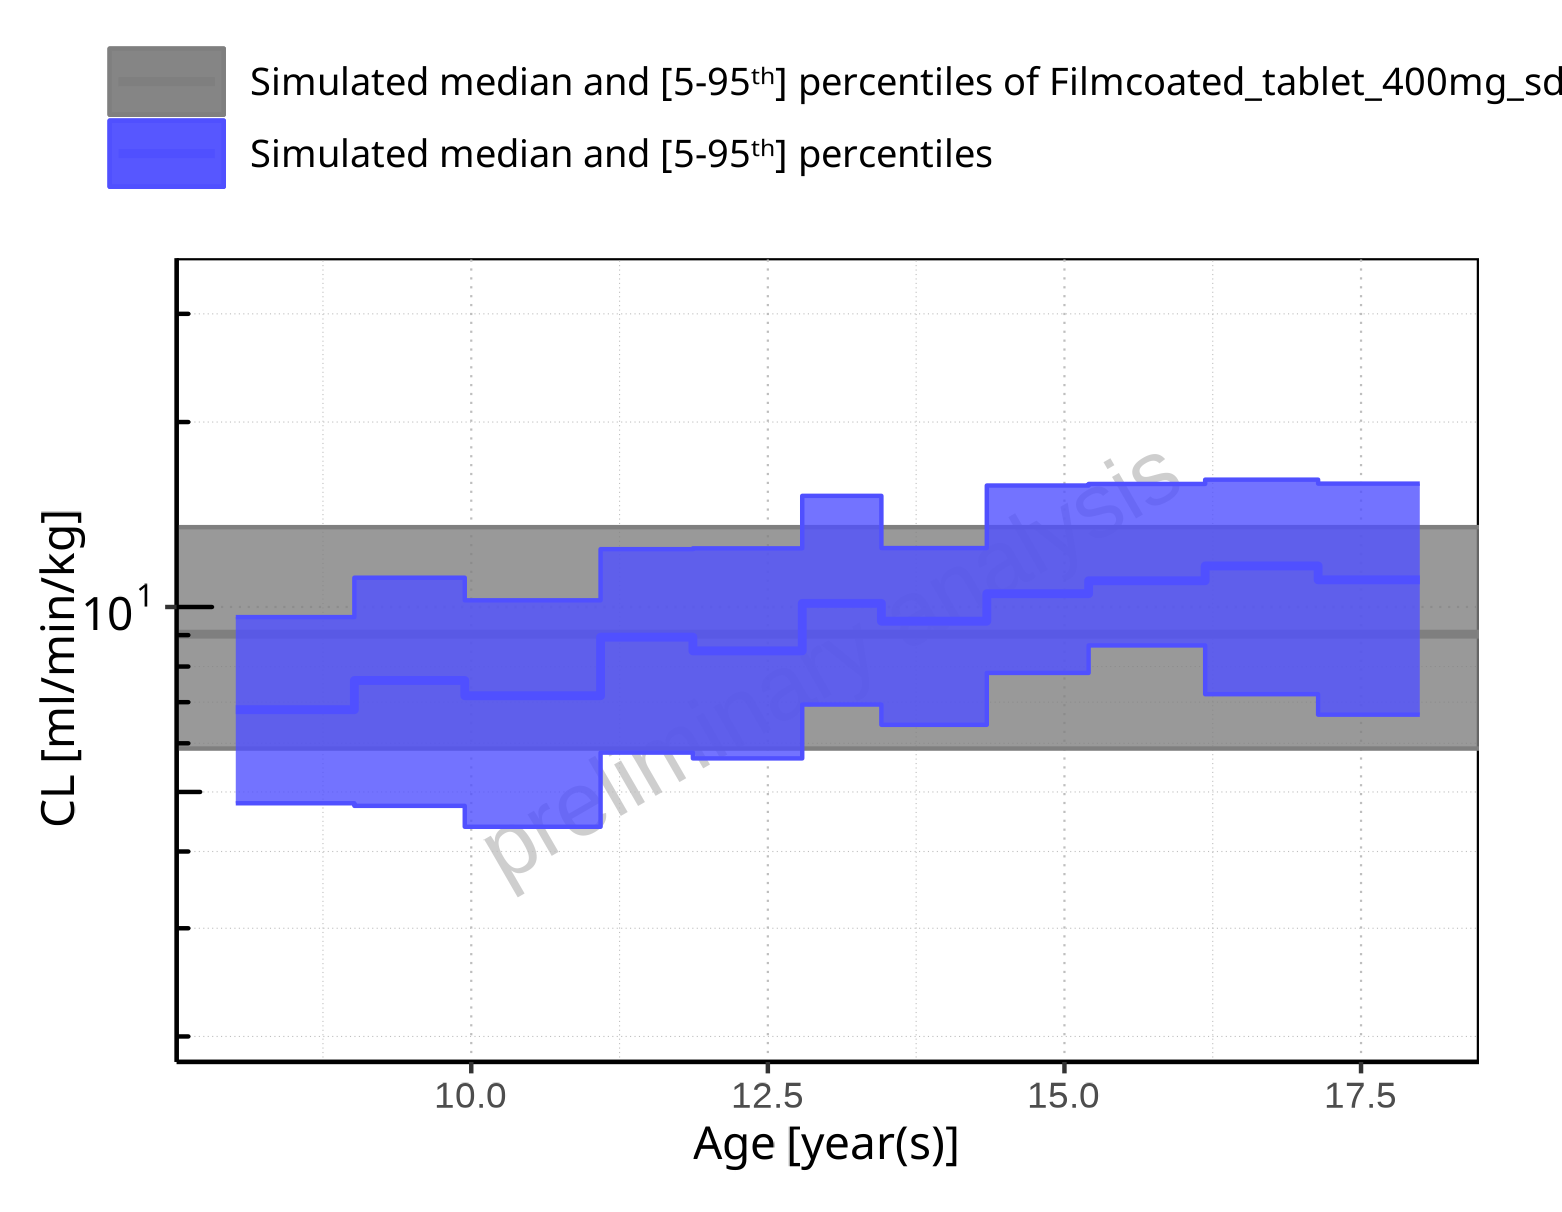 Simulated median and [5-95ᵗʰ] percentiles of Filmcoated_tablet_400mg_sd
Simulated median and [5-95ᵗʰ] percentiles
CL [ml/min/kg]
10¹
preliminary analysis
10.0 12.5 15.0 17.5
Age [year(s)]